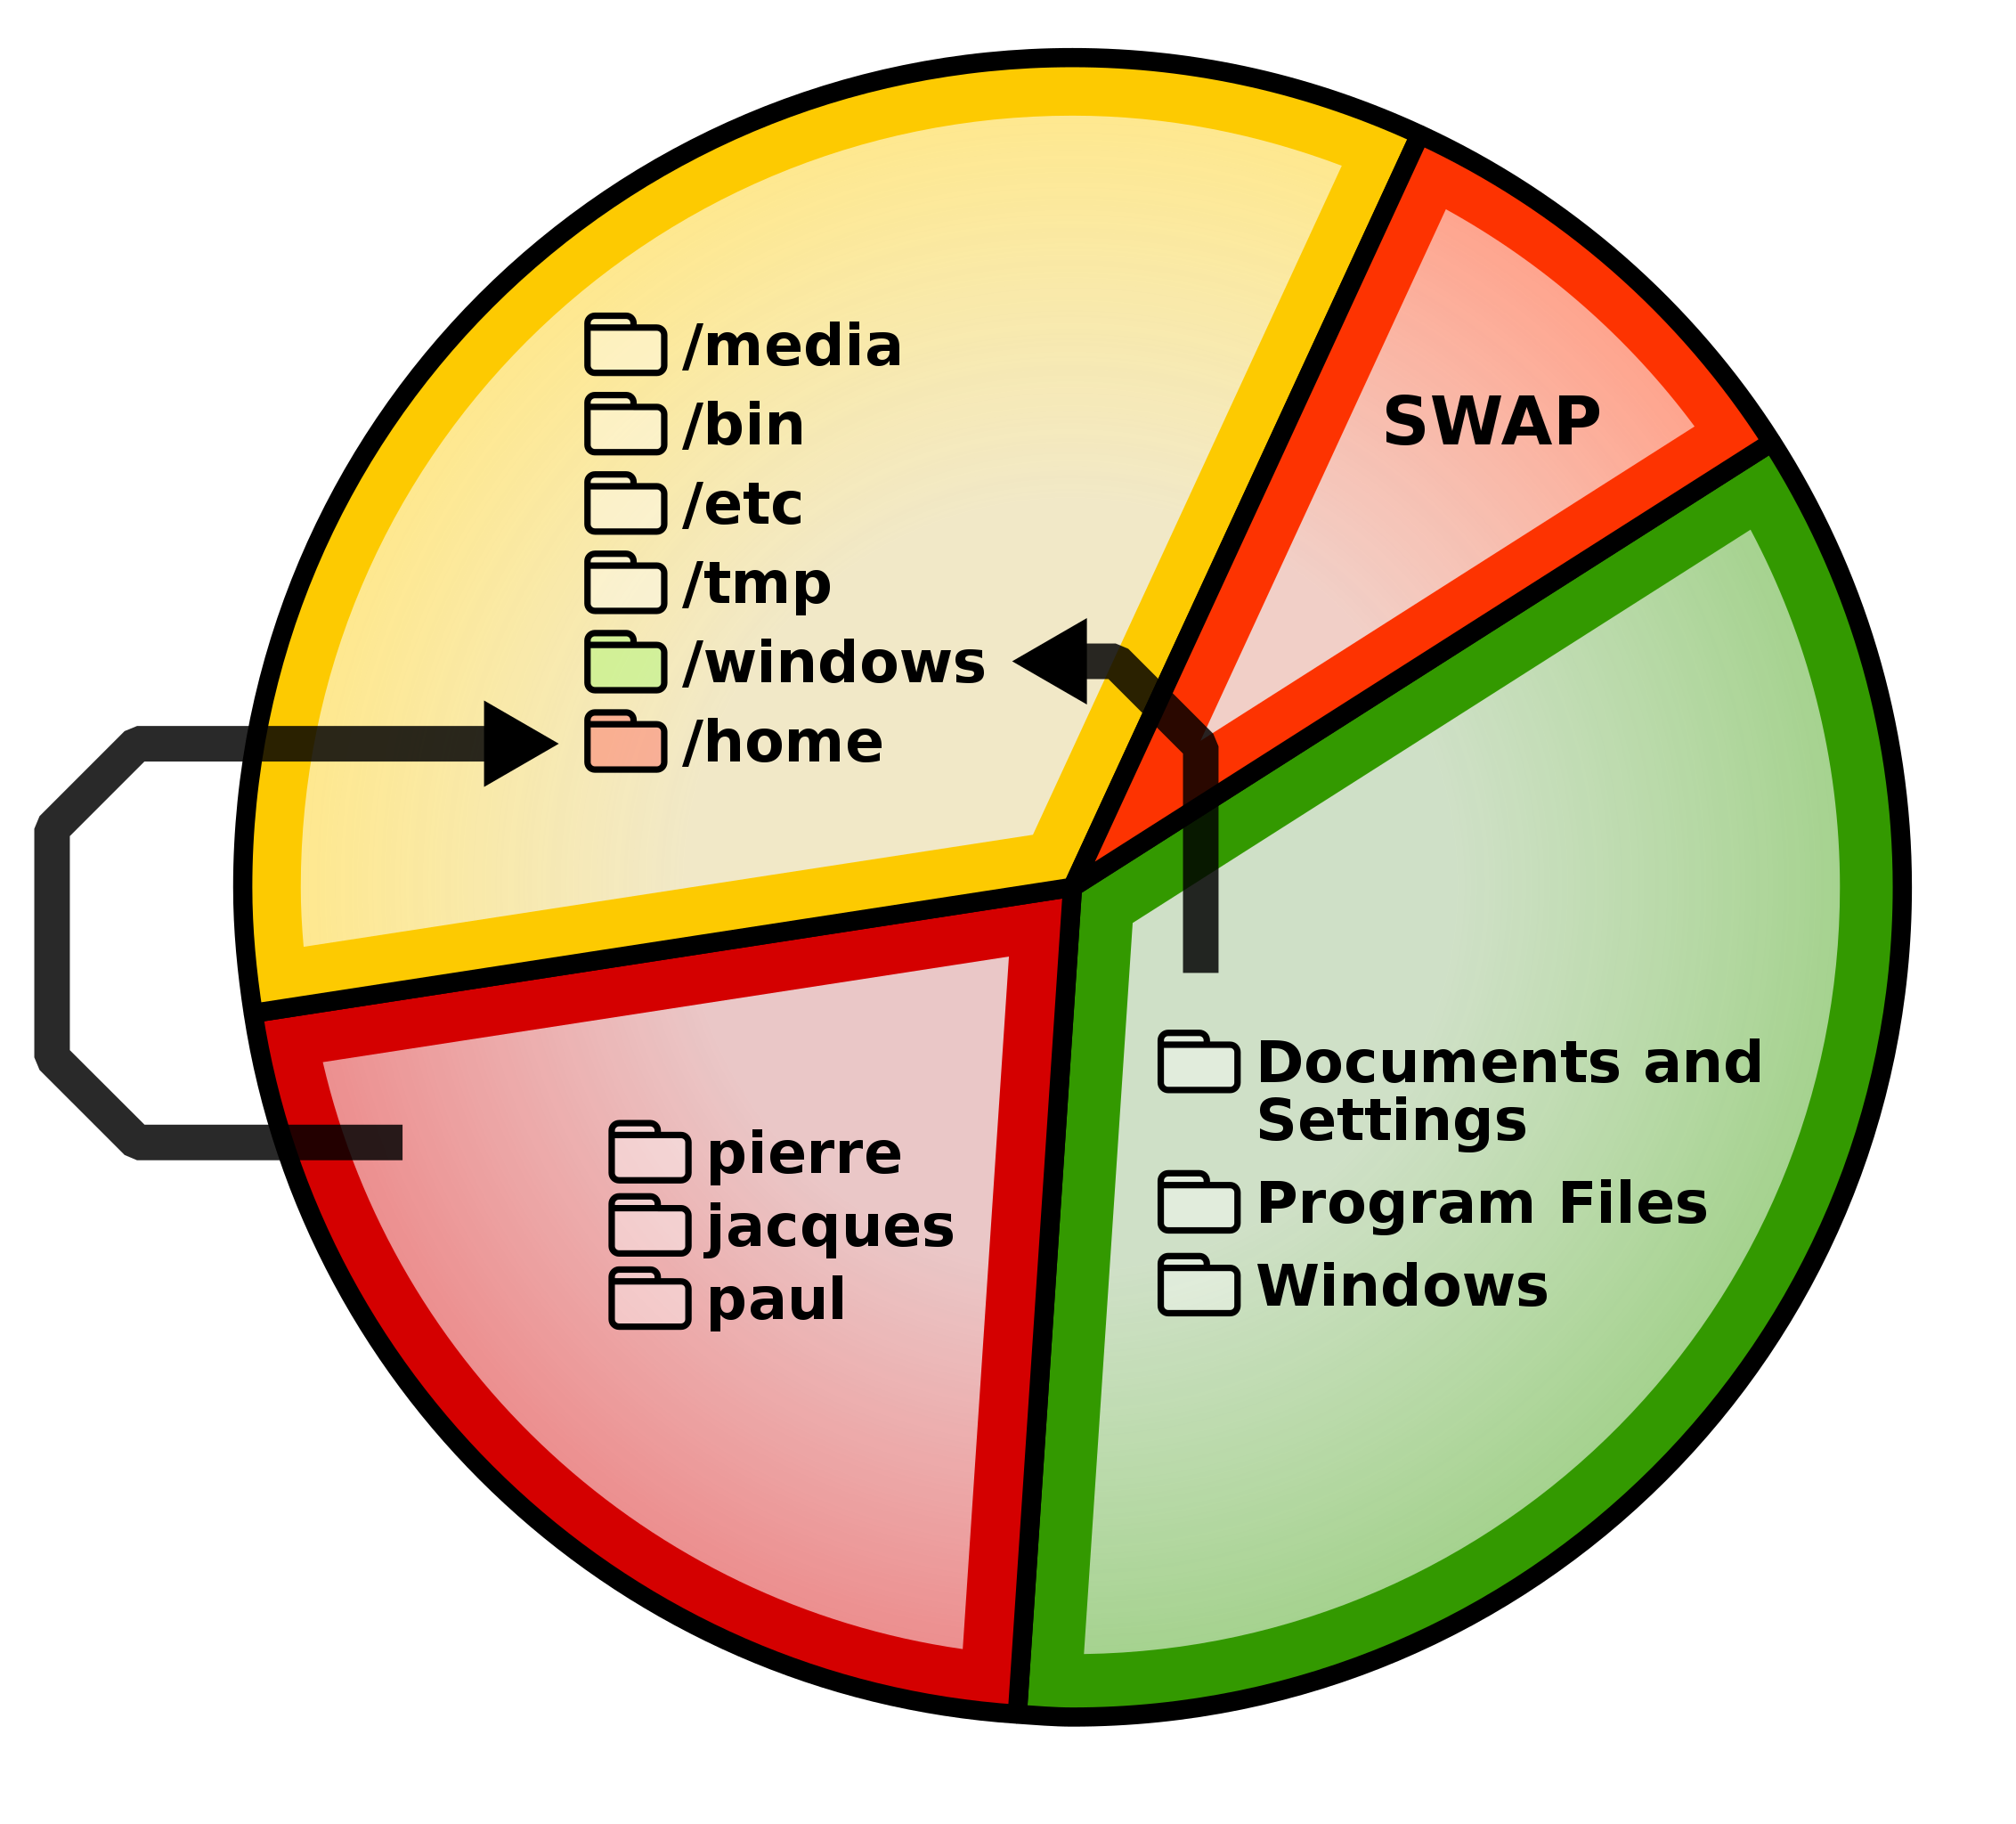 /media
/bin
/etc
/tmp
/windows
/home
SWAP
pierre
jacques
paul
Documents and
Settings
Program Files
Windows